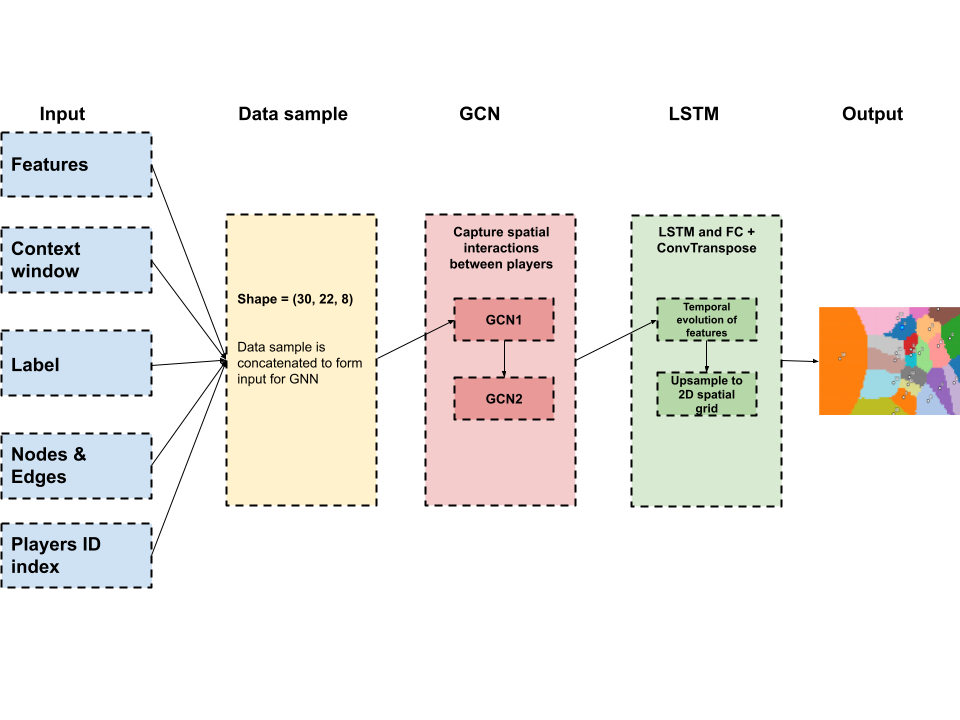 Input
Data sample
GCN
LSTM
Output
Features
Context
window
Label
Nodes &
Edges
Players ID
index
Shape = (30, 22, 8)
Data sample is
concatenated to form
input for GNN
Capture spatial
interactions
between players
GCN1
GCN2
LSTM and FC +
ConvTranspose
Temporal
evolution of
features
Upsample to
2D spatial
grid